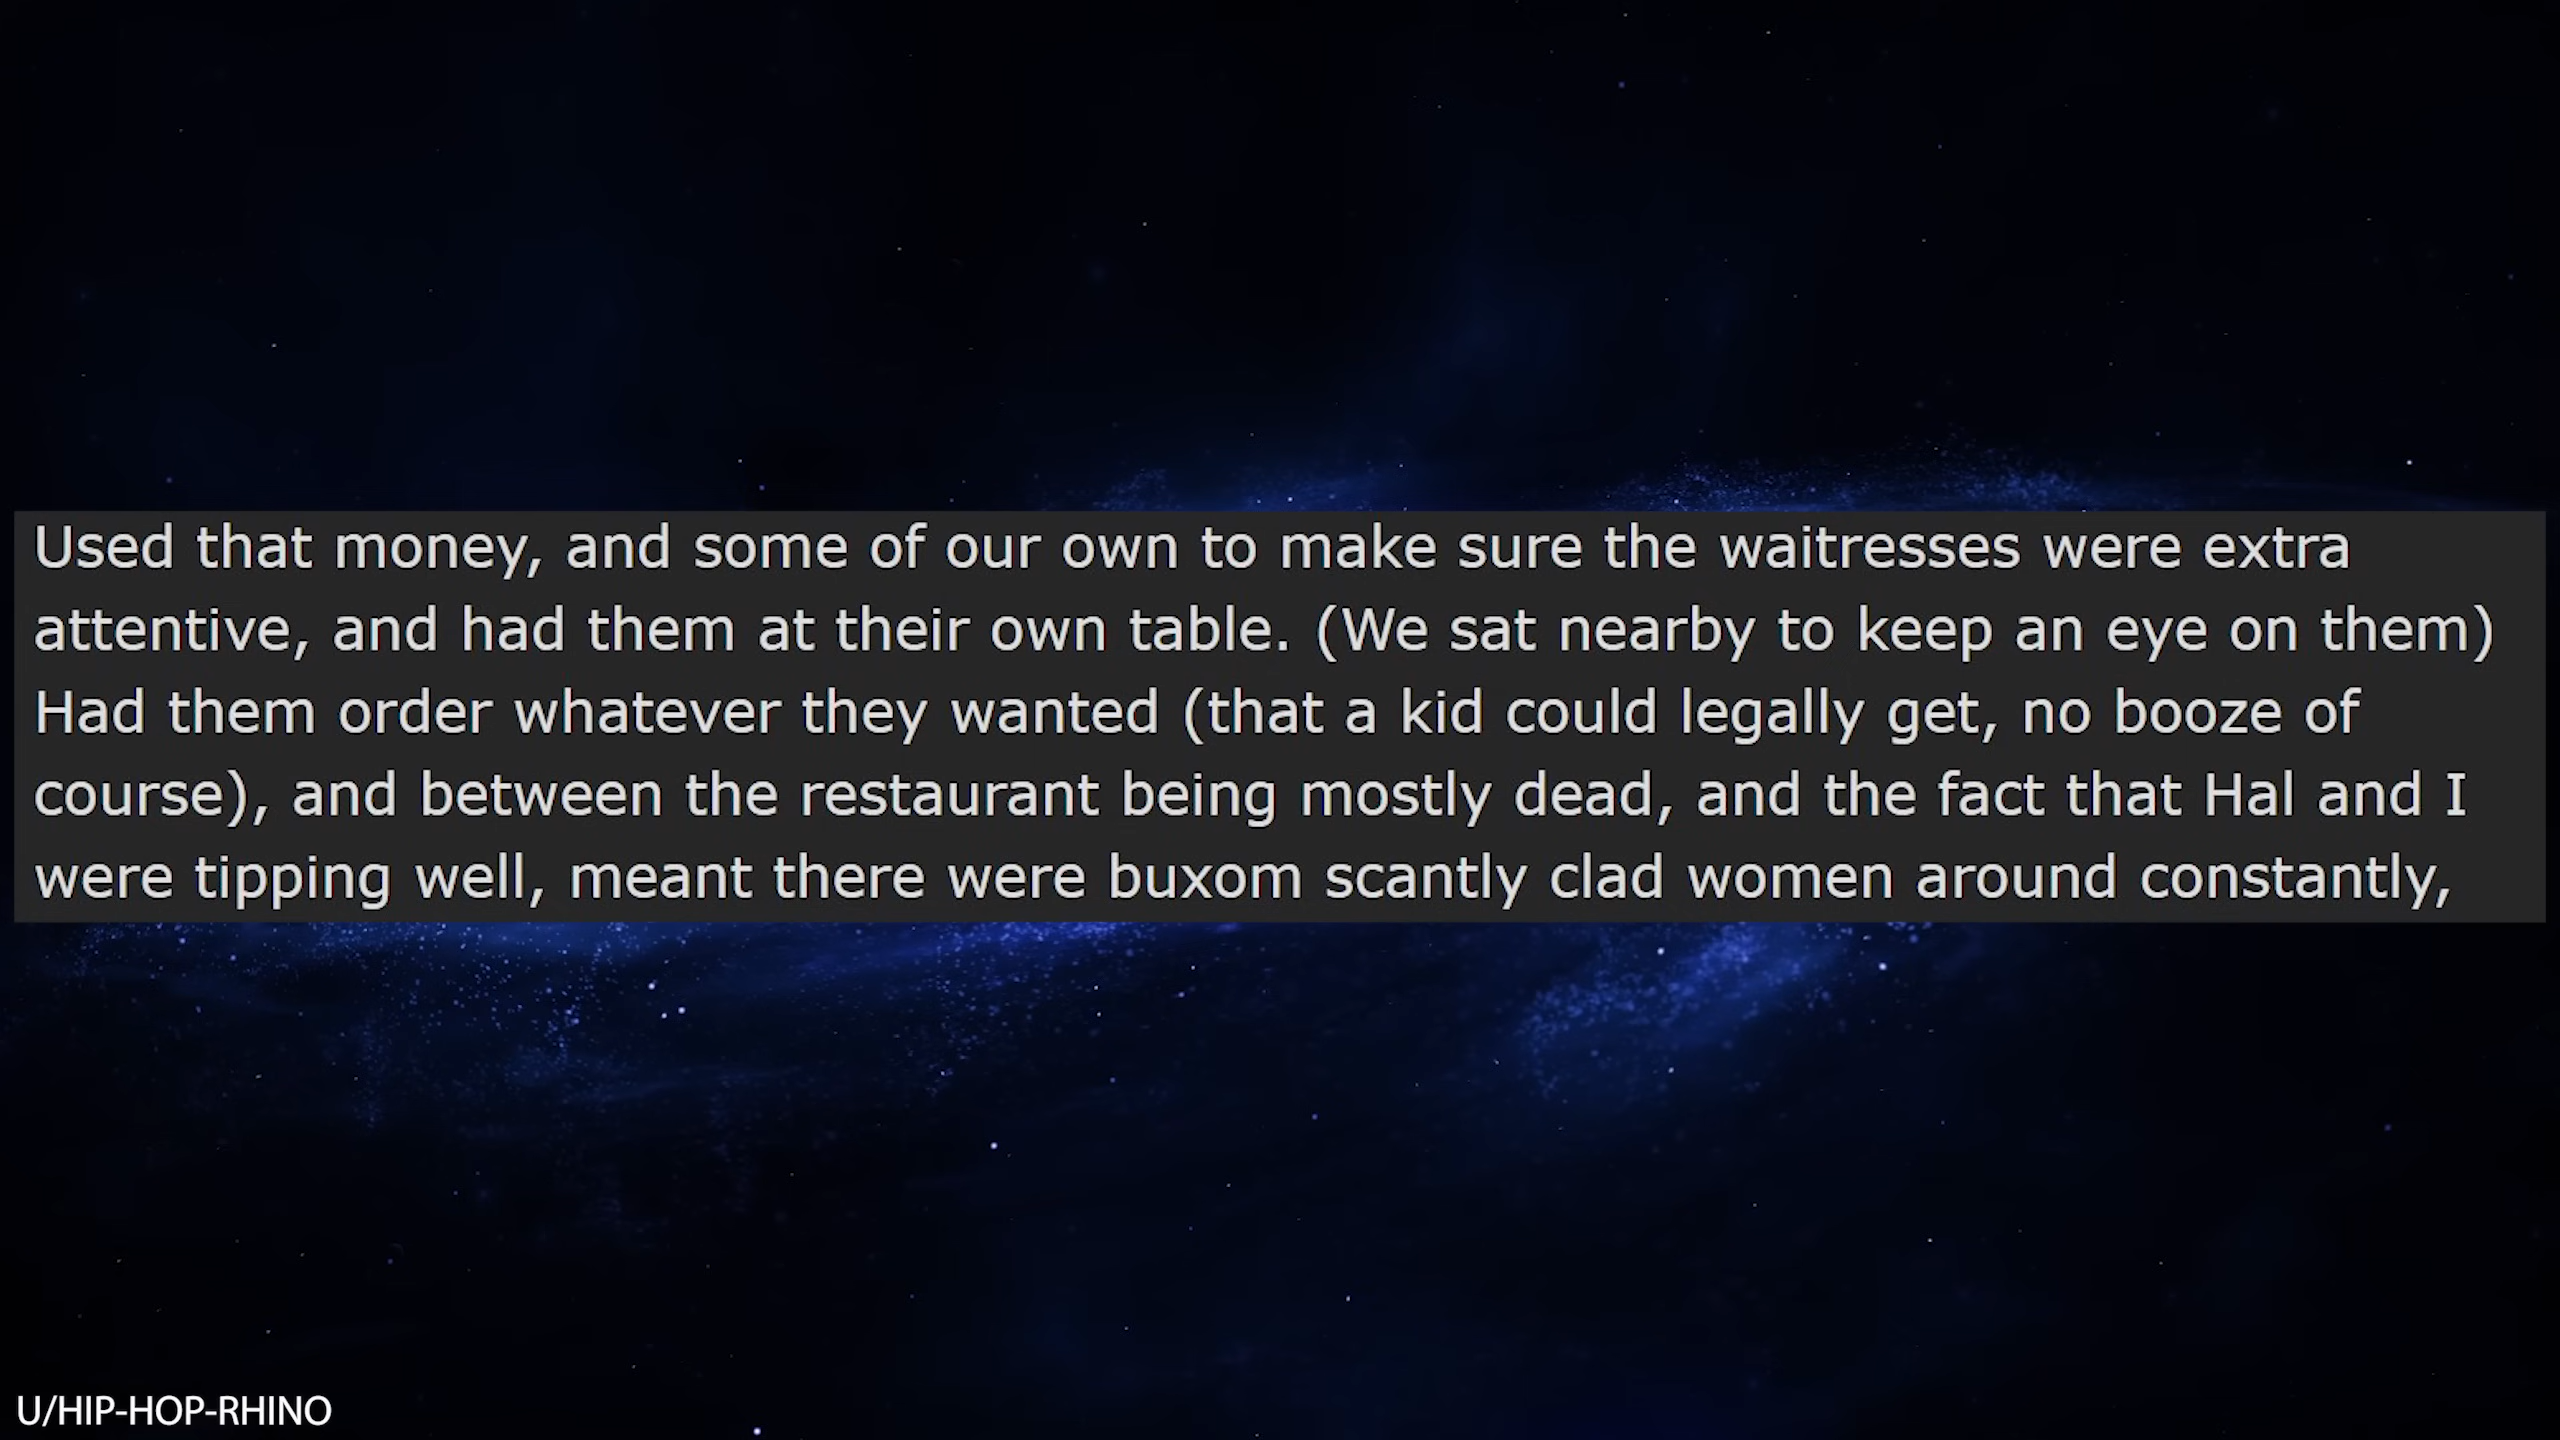 Used that money, and some of our own to make sure the waitresses were extra
attentive, and had them at their own table. (We sat nearby to keep an eye on them)
Had them order whatever they wanted (that a kid could legally get, no booze of
course), and between the restaurant being mostly dead, and the fact that Hal and I
were tipping well, meant there were buxom scantly clad women around constantly,
U/HIP-HOP-RHINO